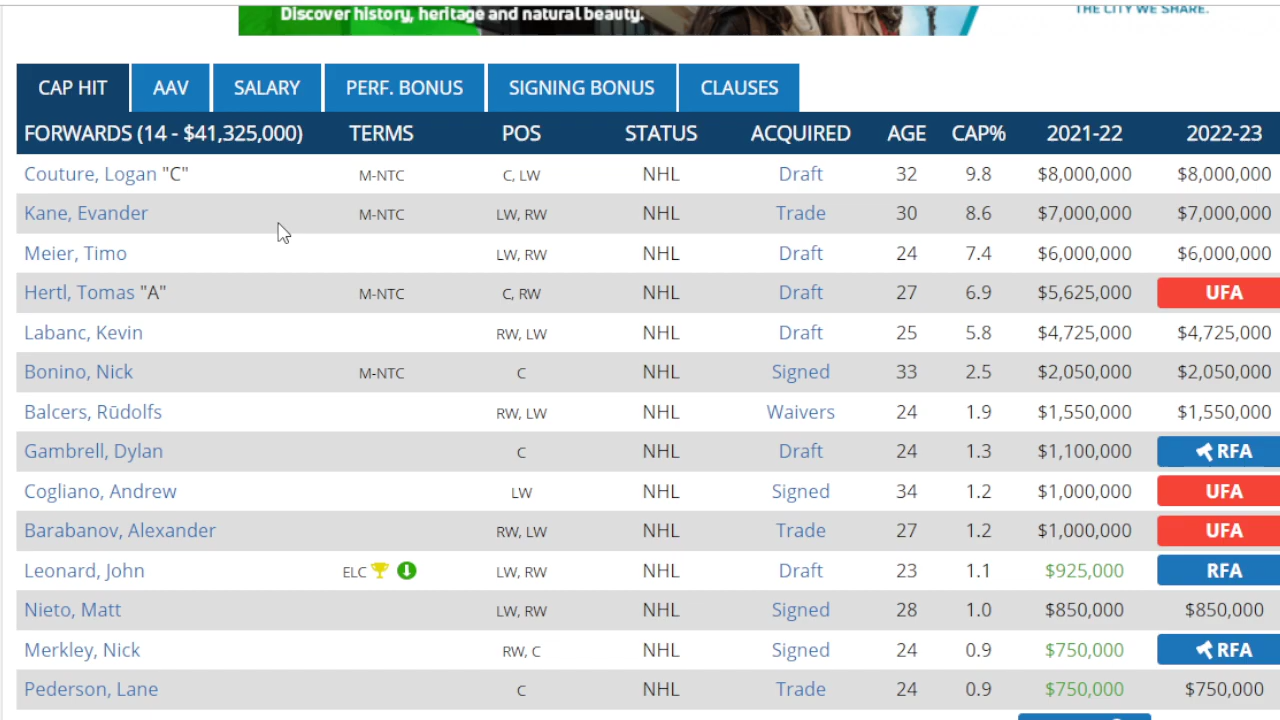 Discover history, heritage and natural beauty.
THE CITY WE SHARE.
CAP HIT AAV SALARY PERF. BONUS SIGNING BONUS CLAUSES
FORWARDS (14 - $41,325,000) TERMS POS STATUS ACQUIRED AGE CAP% 2021-22 2022-23
Couture, Logan "C" M-NTC C, LW NHL Draft 32 9.8 $8,000,000 $8,000,000
Kane, Evander M-NTC LW, RW NHL Trade 30 8.6 $7,000,000 $7,000,000
Meier, Timo LW, RW NHL Draft 24 7.4 $6,000,000 $6,000,000
Hertl, Tomas "A" M-NTC C, RW NHL Draft 27 6.9 $5,625,000 UFA
Labanc, Kevin RW, LW NHL Draft 25 5.8 $4,725,000 $4,725,000
Bonino, Nick M-NTC C NHL Signed 33 2.5 $2,050,000 $2,050,000
Balcers, Rūdolfs RW, LW NHL Waivers 24 1.9 $1,550,000 $1,550,000
Gambrell, Dylan C NHL Draft 24 1.3 $1,100,000 RFA
Cogliano, Andrew LW NHL Signed 34 1.2 $1,000,000 UFA
Barabanov, Alexander RW, LW NHL Trade 27 1.2 $1,000,000 UFA
Leonard, John ELC LW, RW NHL Draft 23 1.1 $925,000 RFA
Nieto, Matt LW, RW NHL Signed 28 1.0 $850,000 $850,000
Merkley, Nick RW, C NHL Signed 24 0.9 $750,000 RFA
Pederson, Lane C NHL Trade 24 0.9 $750,000 $750,000